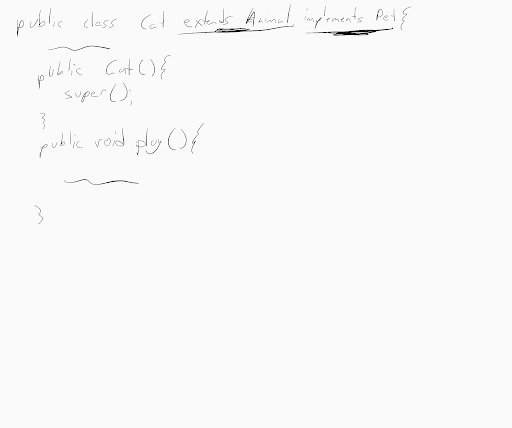 public class Cat extends Animal implements Pet{
public Cat(){
super();
}
public void play(){
}